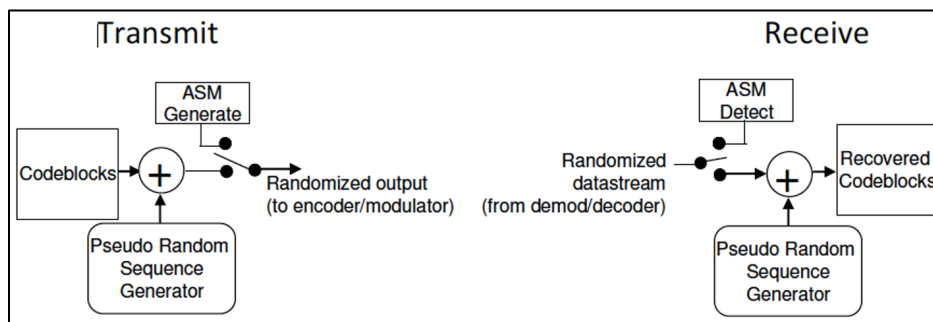 Transmit
ASM
Generate
Codeblocks
+
Randomized output
(to encoder/modulator)
Pseudo Random
Sequence
Generator
Receive
ASM
Detect
Randomized
datastream
(from demod/decoder)
+
Recovered
Codeblocks
Pseudo Random
Sequence
Generator